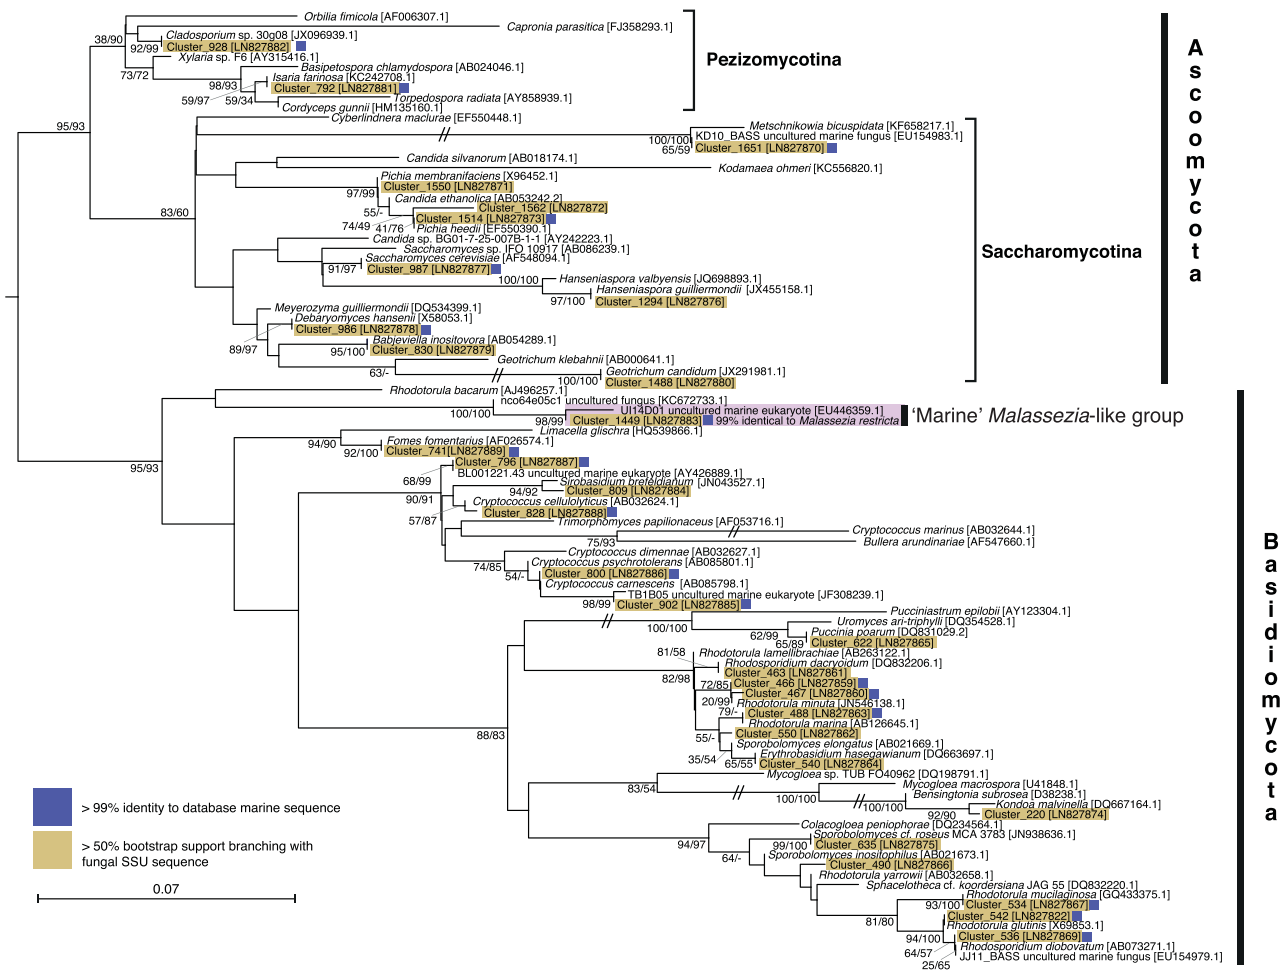 Orbilia fimicola [AF006307.1]
Capronia parasitica [FJ358293.1]
38/90
Cladosporium sp. 30g08 [JX096939.1]
92/99
Cluster_928 [LN827882]
Xylaria sp. F6 [AY315416.1]
73/72
Basipetospora chlamydospora [AB024046.1]
98/93
Isaria farinosa [KC242708.1]
Cluster_792 [LN827881]
59/97
59/34
Torpedospora radiata [AY858939.1]
Cordyceps gunnii [HM135160.1]
Pezizomycotina
95/93
Cyberlindnera maclurae [EF550448.1]
Metschnikowia bicuspidata [KF658217.1]
100/100
KD10_BASS uncultured marine fungus [EU154983.1]
65/59
Cluster_1651 [LN827870]
Candida silvanorum [AB018174.1]
Kodamaea ohmeri [KC556820.1]
Pichia membranifaciens [X96452.1]
97/99
Cluster_1550 [LN827871]
Candida ethanolica [AB053242.2]
55/-
Cluster_1562 [LN827872]
83/60
Cluster_1514 [LN827873]
74/49
41/76
Pichia heedii [EF550390.1]
Candida sp. BG01-7-25-007B-1-1 [AY242223.1]
Saccharomyces sp. IFO 10917 [AB086239.1]
Saccharomyces cerevisiae [AF548094.1]
91/97
Cluster_987 [LN827877]
Saccharomycotina
100/100
Hanseniaspora valbyensis [JQ698893.1]
Hanseniaspora guilliermondii [JX455158.1]
97/100
Cluster_1294 [LN827876]
Meyerozyma guilliermondii [DQ534399.1]
Debaryomyces hansenii [X58053.1]
Cluster_986 [LN827878]
89/97
Babjeviella inositovora [AB054289.1]
95/100
Cluster_830 [LN827879]
Geotrichum klebahnii [AB000641.1]
63/-
Geotrichum candidum [JX291981.1]
100/100
Cluster_1488 [LN827880]
Ascoomycota
Rhodotorula bacarum [AJ496257.1]
nco64e05c1 uncultured fungus [KC672733.1]
100/100
UI14D01 uncultured marine eukaryote [EU446359.1]
98/99
Cluster_1449 [LN827883]
99% identical to Malassezia restricta
'Marine' Malassezia-like group
Limacella glischra [HQ539866.1]
94/90
Fomes fomentarius [AF026574.1]
92/100
Cluster_741[LN827889]
95/93
Cluster_796 [LN827887]
68/99
BL001221.43 uncultured marine eukaryote [AY426889.1]
Sirobasidium brefeldianum [JN043527.1]
94/92
Cluster_809 [LN827884]
90/91
Cryptococcus cellulolyticus [AB032624.1]
Cluster_828 [LN827888]
57/87
Trimorphomyces papilionaceus [AF053716.1]
Cryptococcus marinus [AB032644.1]
75/93
Bullera arundinariae [AF547660.1]
Cryptococcus dimennae [AB032627.1]
74/85
Cryptococcus psychrotolerans [AB085801.1]
54/-
Cluster_800 [LN827886]
Cryptococcus carnescens [AB085798.1]
TB1B05 uncultured marine eukaryote [JF308239.1]
98/99
Cluster_902 [LN827885]
Pucciniastrum epilobii [AY123304.1]
100/100
Uromyces ari-triphylli [DQ354528.1]
62/99
Puccinia poarum [DQ831029.2]
65/89
Cluster_622 [LN827865]
81/58
Rhodotorula lamellibrachiae [AB263122.1]
Rhodosporidium dacryoidum [DQ832206.1]
82/98
Cluster_463 [LN827861]
72/85
Cluster_466 [LN827859]
20/99
Cluster_467 [LN827860]
Rhodotorula minuta [JN546138.1]
79/-
Cluster_488 [LN827863]
Rhodotorula marina [AB126645.1]
55/-
Cluster_550 [LN827862]
Sporobolomyces elongatus [AB021669.1]
35/54
Erythrobasidium hasegawianum [DQ663697.1]
65/55
Cluster_540 [LN827864]
88/83
Mycogloea sp. TUB FO40962 [DQ198791.1]
83/54
Mycogloea macrospora [U41848.1]
100/100
Bensingtonia subrosea [D38238.1]
100/100
Kondoa malvinella [DQ667164.1]
92/90
Cluster_220 [LN827874]
Colacogloea peniophorae [DQ234564.1]
94/97
Sporobolomyces cf. roseus MCA 3783 [JN938636.1]
99/100
Cluster_635 [LN827875]
64/-
Sporobolomyces inositophilus [AB021673.1]
Cluster_490 [LN827866]
Rhodotorula yarrowii [AB032658.1]
Sphacelotheca cf. koordersiana JAG 55 [DQ832220.1]
Rhodotorula mucilaginosa [GQ433375.1]
93/100
Cluster_534 [LN827867]
81/80
Cluster_542 [LN827822]
Rhodotorula glutinis [X69853.1]
94/100
Cluster_536 [LN827869]
64/57
Rhodosporidium diobovatum [AB073271.1]
25/65
JJ11_BASS uncultured marine fungus [EU154979.1]
Basidiomycota
> 99% identity to database marine sequence
> 50% bootstrap support branching with
fungal SSU sequence
0.07